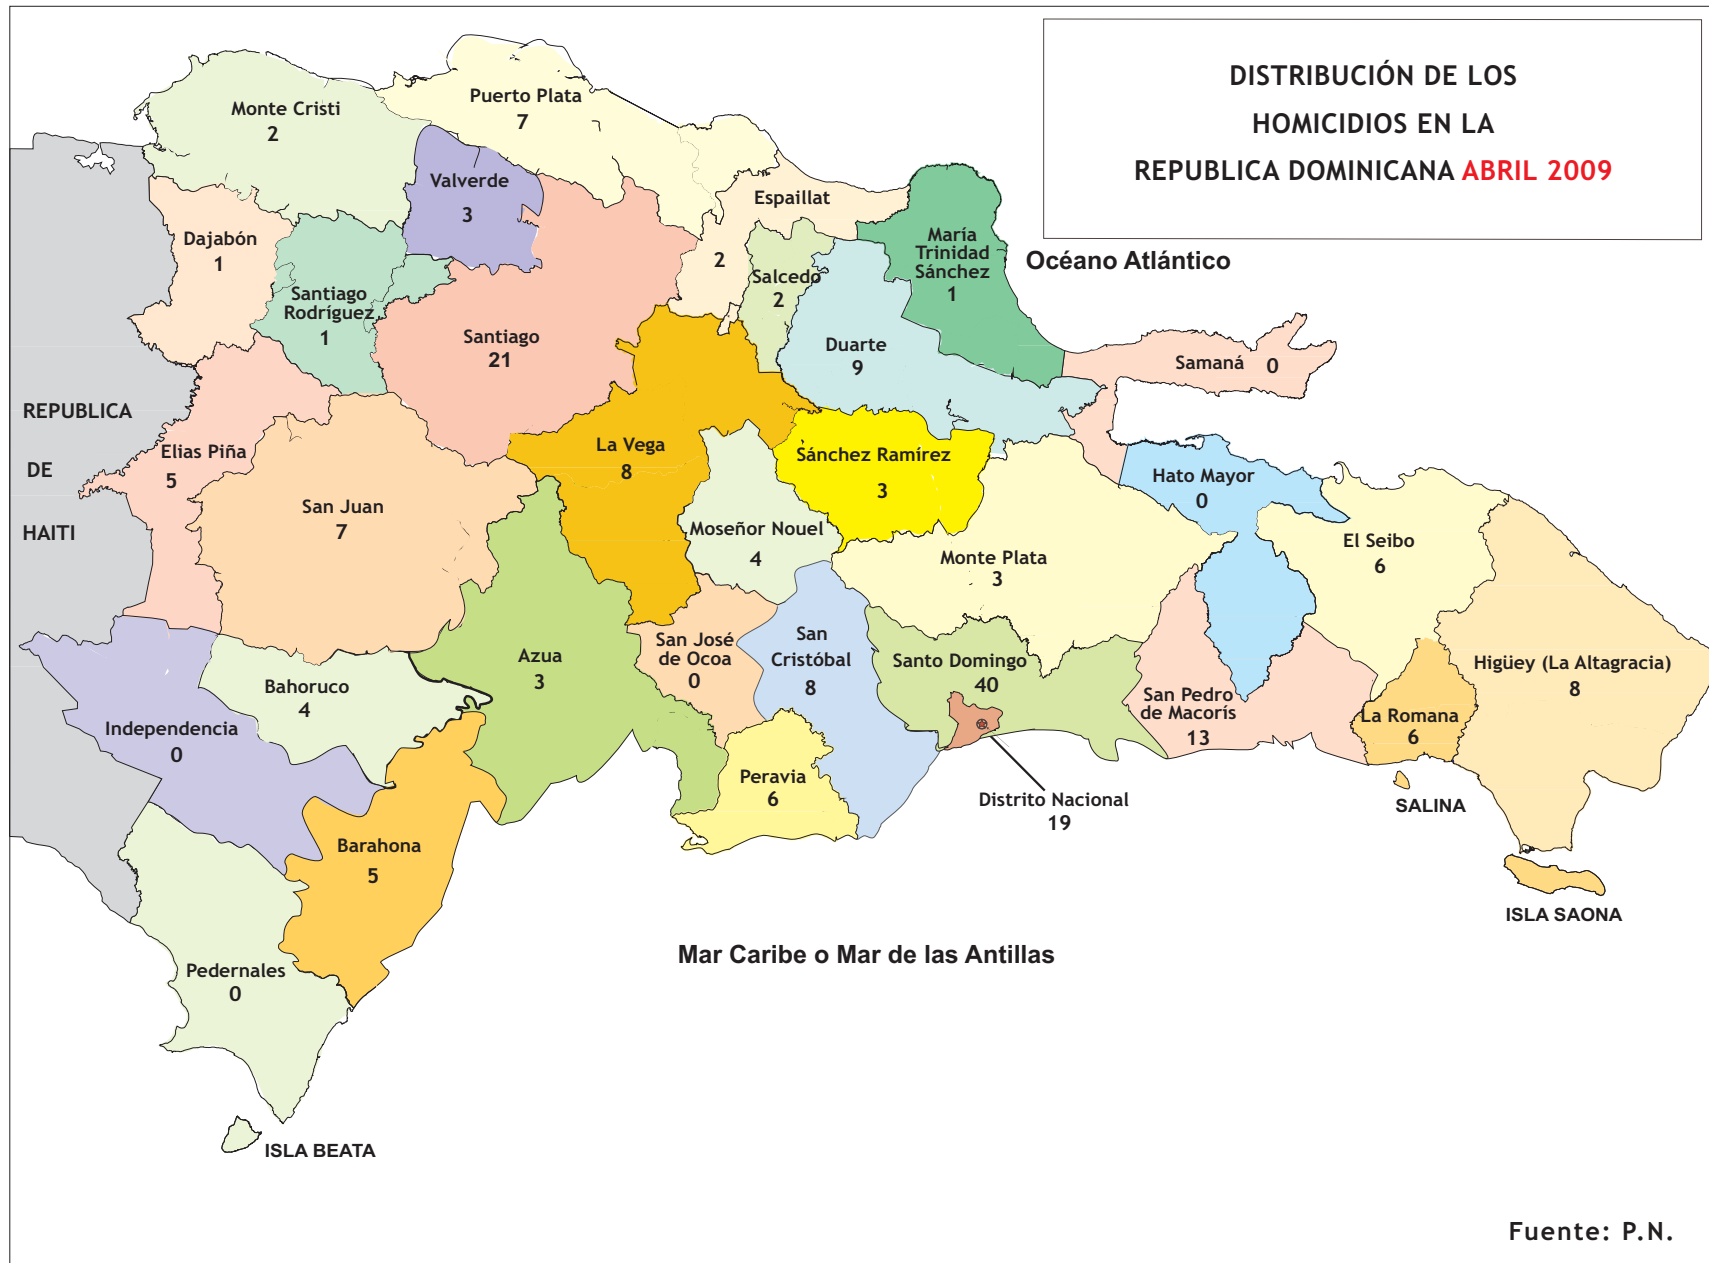 DISTRIBUCIÓN DE LOS
HOMICIDIOS EN LA
REPUBLICA DOMINICANA ABRIL 2009
Monte Cristi
2
Puerto Plata
7
Valverde
3
Espaillat
2
Dajabón
1
Santiago
Rodríguez
1
Santiago
21
Salcedo
2
María
Trinidad
Sánchez
1
Océano Atlántico
Duarte
9
Samaná 0
REPUBLICA
DE
HAITI
Elias Piña
5
San Juan
7
La Vega
8
Sánchez Ramírez
3
Moseñor Nouel
4
Hato Mayor
0
Monte Plata
3
El Seibo
6
Higüey (La Altagracia)
8
Azua
3
San José
de Ocoa
0
San
Cristóbal
8
Santo Domingo
40
San Pedro
de Macorís
13
La Romana
6
Bahoruco
4
Independencia
0
Peravia
6
Distrito Nacional
19
SALINA
Barahona
5
ISLA SAONA
Mar Caribe o Mar de las Antillas
Pedernales
0
ISLA BEATA
Fuente: P.N.